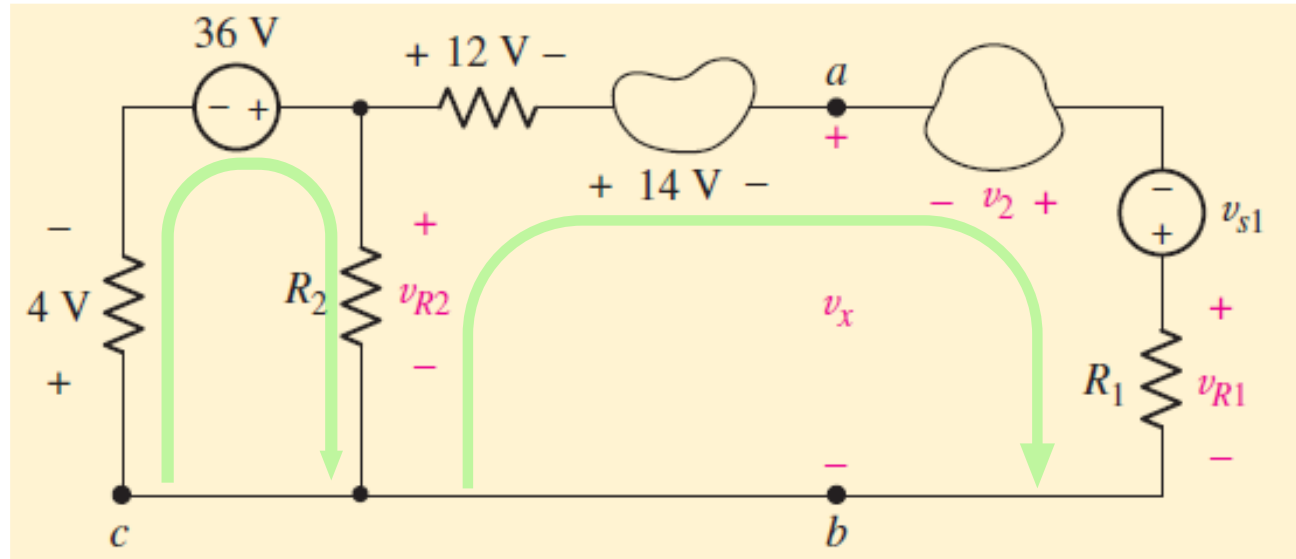 36 V
− +
+ 12 V −
+ 14 V −
a
+
− v2 +
−
+
vs1
−
4 V
+
R2
+
vR2
−
vx
R1
+
vR1
−
−
c
b